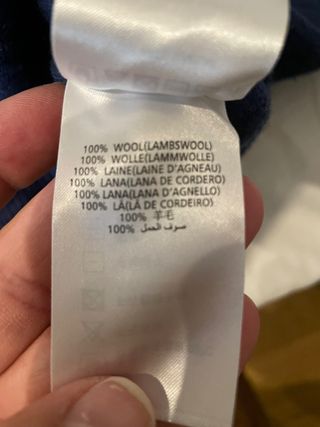 100% WOOL(LAMBSWOOL)
100% WOLLE(LAMMWOLLE)
100% LAINE(LAINE D'AGNEAU)
100% LANA(LANA DE CORDERO)
100% LANA(LANA D'AGNELLO)
100% LÃ(LÃ DE CORDEIRO)
100% 羊毛
100% صوف الحمل